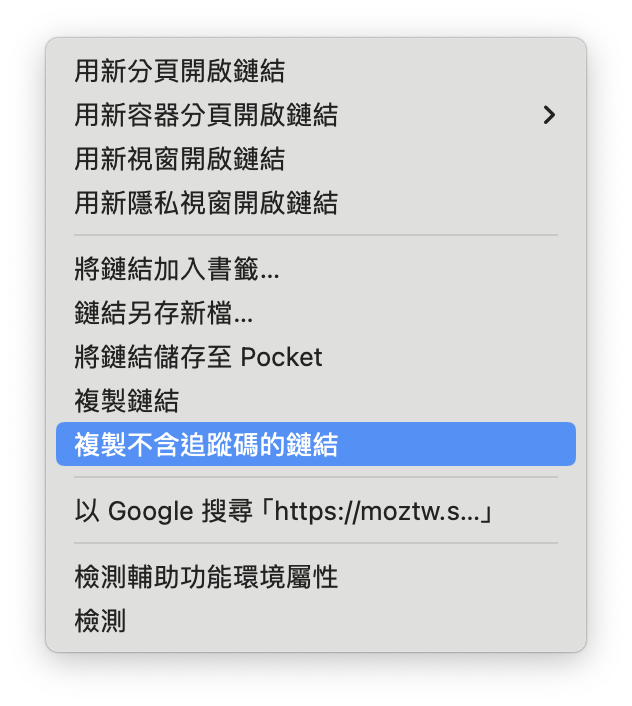 用新分頁開啟鏈結
用新容器分頁開啟鏈結
用新視窗開啟鏈結
用新隱私視窗開啟鏈結
將鏈結加入書籤...
鏈結另存新檔...
將鏈結儲存至 Pocket
複製鏈結
複製不含追蹤碼的鏈結
以 Google 搜尋「https://moztw.s...」
檢測輔助功能環境屬性
檢測